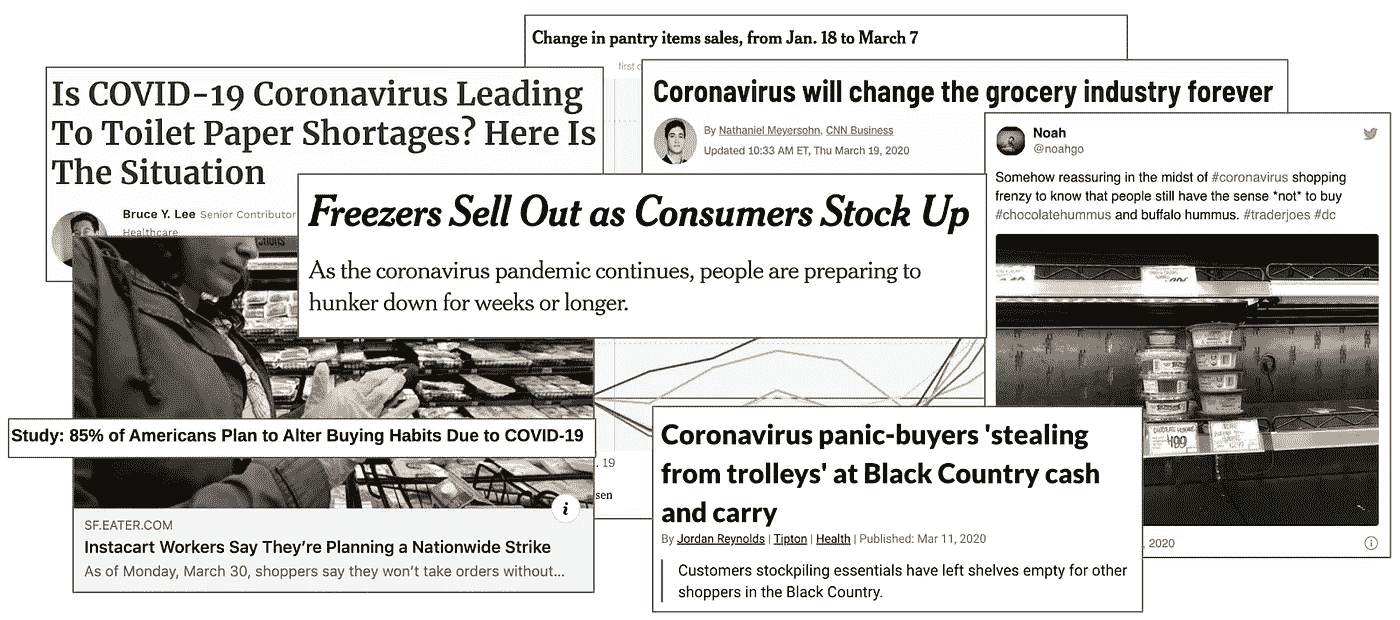 Change in pantry items sales, from Jan. 18 to March 7
first
Is COVID-19 Coronavirus Leading
To Toilet Paper Shortages? Here Is
The Situation
Bruce Y. Lee Senior Contributor
Healthcare
Coronavirus will change the grocery industry forever
By Nathaniel Meyersohn, CNN Business
Updated 10:33 AM ET, Thu March 19, 2020
Noah
@noahgo
Somehow reassuring in the midst of #coronavirus shopping
frenzy to know that people still have the sense *not* to buy
#chocolatehummus and buffalo hummus. #traderjoes #dc
, 2020
Freezers Sell Out as Consumers Stock Up
As the coronavirus pandemic continues, people are preparing to
hunker down for weeks or longer.
Study: 85% of Americans Plan to Alter Buying Habits Due to COVID-19
. 19
sen
SF.EATER.COM
Instacart Workers Say They're Planning a Nationwide Strike
As of Monday, March 30, shoppers say they won't take orders without...
Coronavirus panic-buyers 'stealing
from trolleys' at Black Country cash
and carry
By Jordan Reynolds | Tipton | Health | Published: Mar 11, 2020
Customers stockpiling essentials have left shelves empty for other
shoppers in the Black Country.